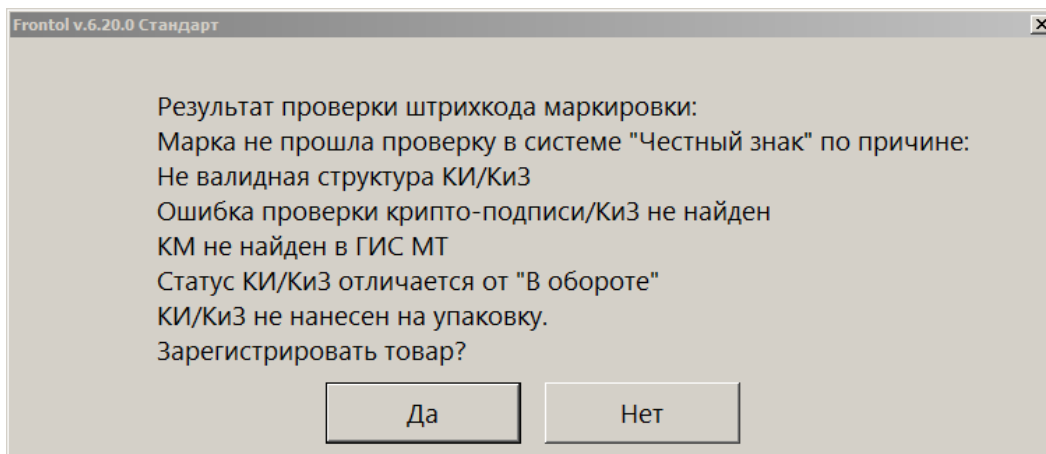 Frontol v.6.20.0 Стандарт
Результат проверки штрихкода маркировки:
Марка не прошла проверку в системе "Честный знак" по причине:
Не валидная структура КИ/КиЗ
Ошибка проверки крипто-подписи/КиЗ не найден
КМ не найден в ГИС МТ
Статус КИ/КиЗ отличается от "В обороте"
КИ/КиЗ не нанесен на упаковку.
Зарегистрировать товар?
Да Нет